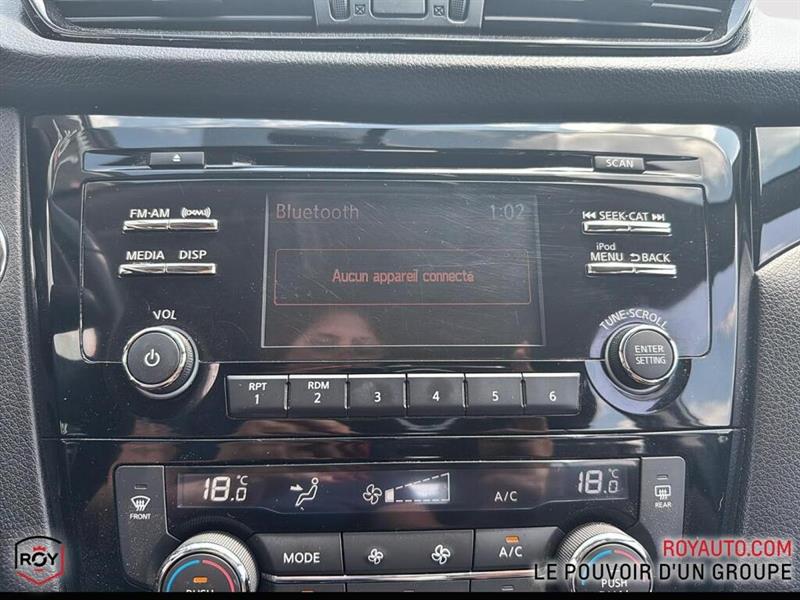 SCAN
FM·AM (((XM)))
SEEK·CAT
Bluetooth 1:02
MEDIA DISP
iPod
MENU BACK
Aucun appareil connecté
VOL
TUNE·SCROLL
ENTER
SETTING
RPT RDM
1 2 3 4 5 6
18.0 °C A/C 18.0 °C
FRONT
REAR
MODE A/C
PUSH PUSH
ROY
ROYAUTO.COM
LE POUVOIR D'UN GROUPE